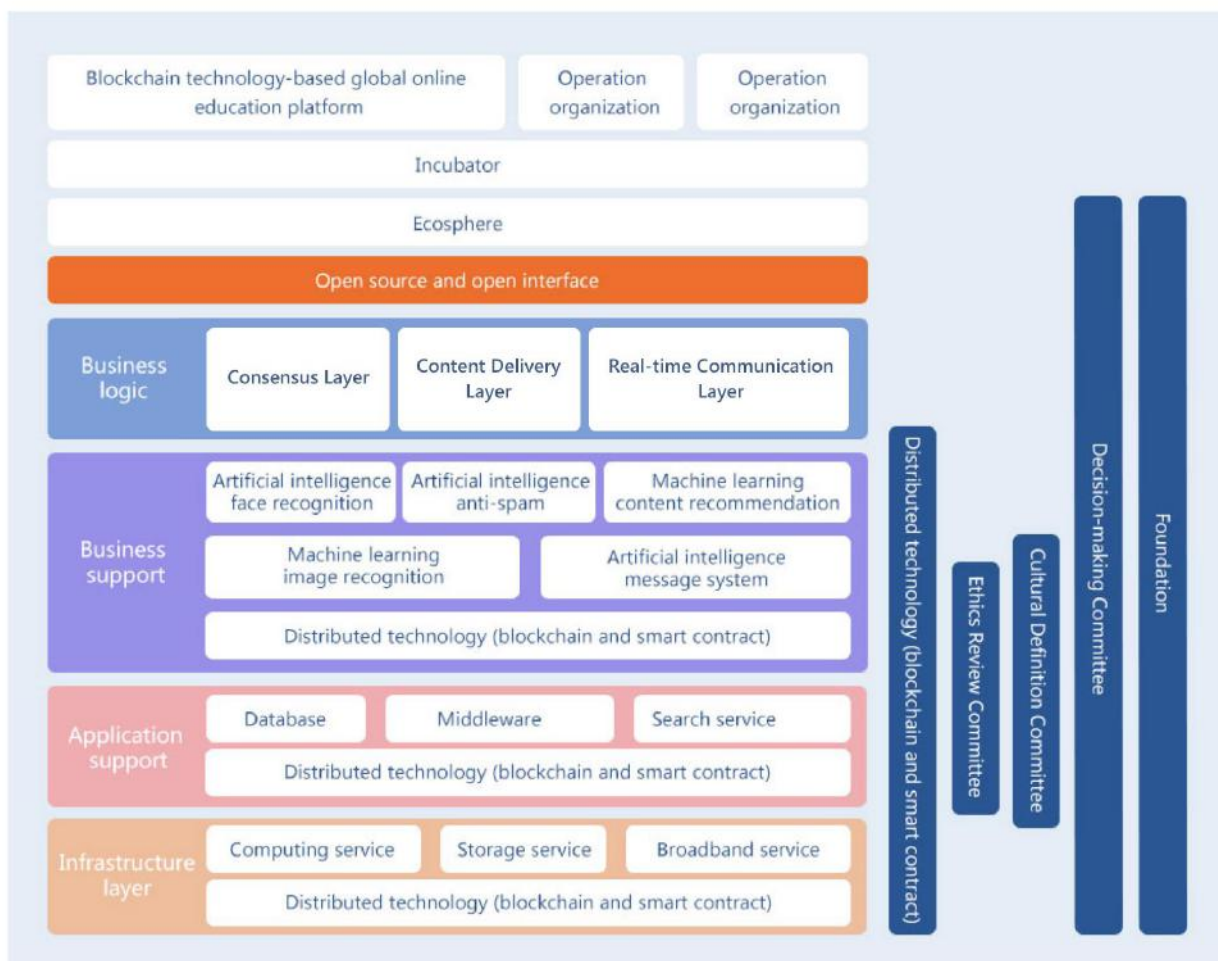 Blockchain technology-based global online
education platform
Operation
organization
Operation
organization
Incubator
Ecosphere
Open source and open interface
Business
logic
Consensus Layer
Content Delivery
Layer
Real-time Communication
Layer
Business
support
Artificial intelligence
face recognition
Artificial intelligence
anti-spam
Machine learning
content recommendation
Machine learning
image recognition
Artificial intelligence
message system
Distributed technology (blockchain and smart contract)
Application
support
Database
Middleware
Search service
Distributed technology (blockchain and smart contract)
Infrastructure
layer
Computing service
Storage service
Broadband service
Distributed technology (blockchain and smart contract)
Distributed technology (blockchain and smart contract)
Ethics Review Committee
Cultural Definition Committee
Decision-making Committee
Foundation